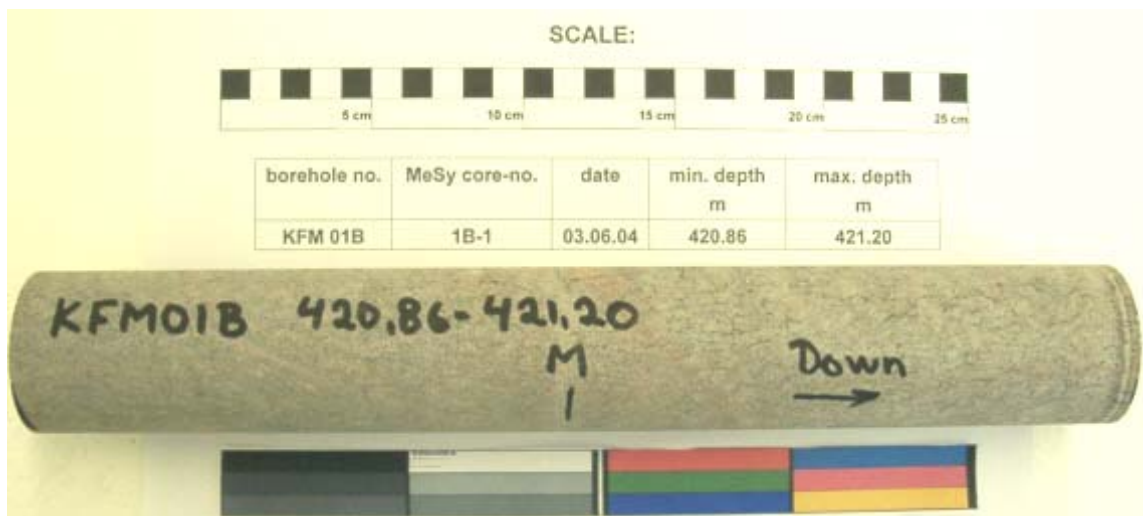 SCALE:
5 cm 10 cm 15 cm 20 cm 25 cm
borehole no. MeSy core-no. date min. depth m max. depth m
KFM 01B 1B-1 03.06.04 420.86 421.20
KFM01B 420,86-421,20
M
Down